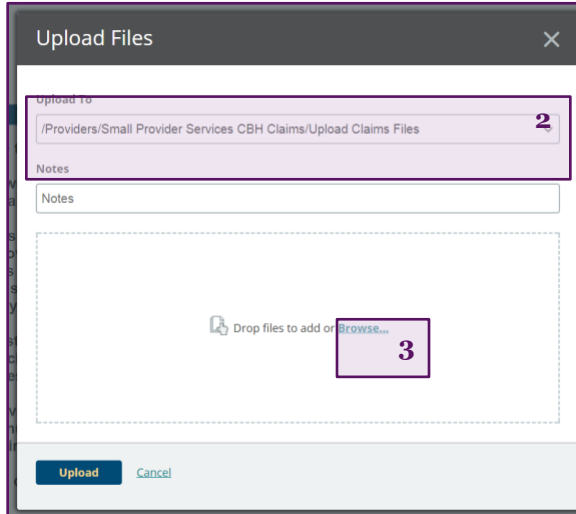 Upload Files
Upload To
/Providers/Small Provider Services CBH Claims/Upload Claims Files
2
Notes
Notes
Drop files to add or Browse...
3
Upload Cancel